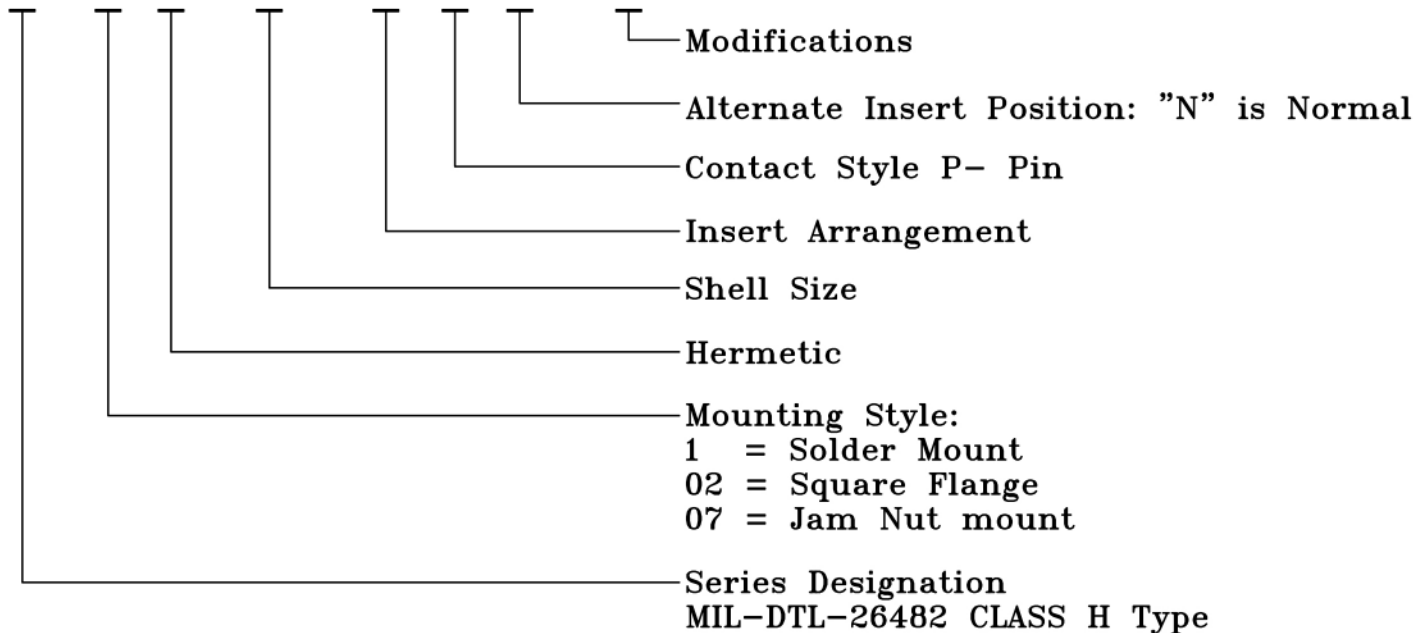 Modifications
Alternate Insert Position: ”N” is Normal
Contact Style P- Pin
Insert Arrangement
Shell Size
Hermetic
Mounting Style:
1 = Solder Mount
02 = Square Flange
07 = Jam Nut mount
Series Designation
MIL-DTL-26482 CLASS H Type